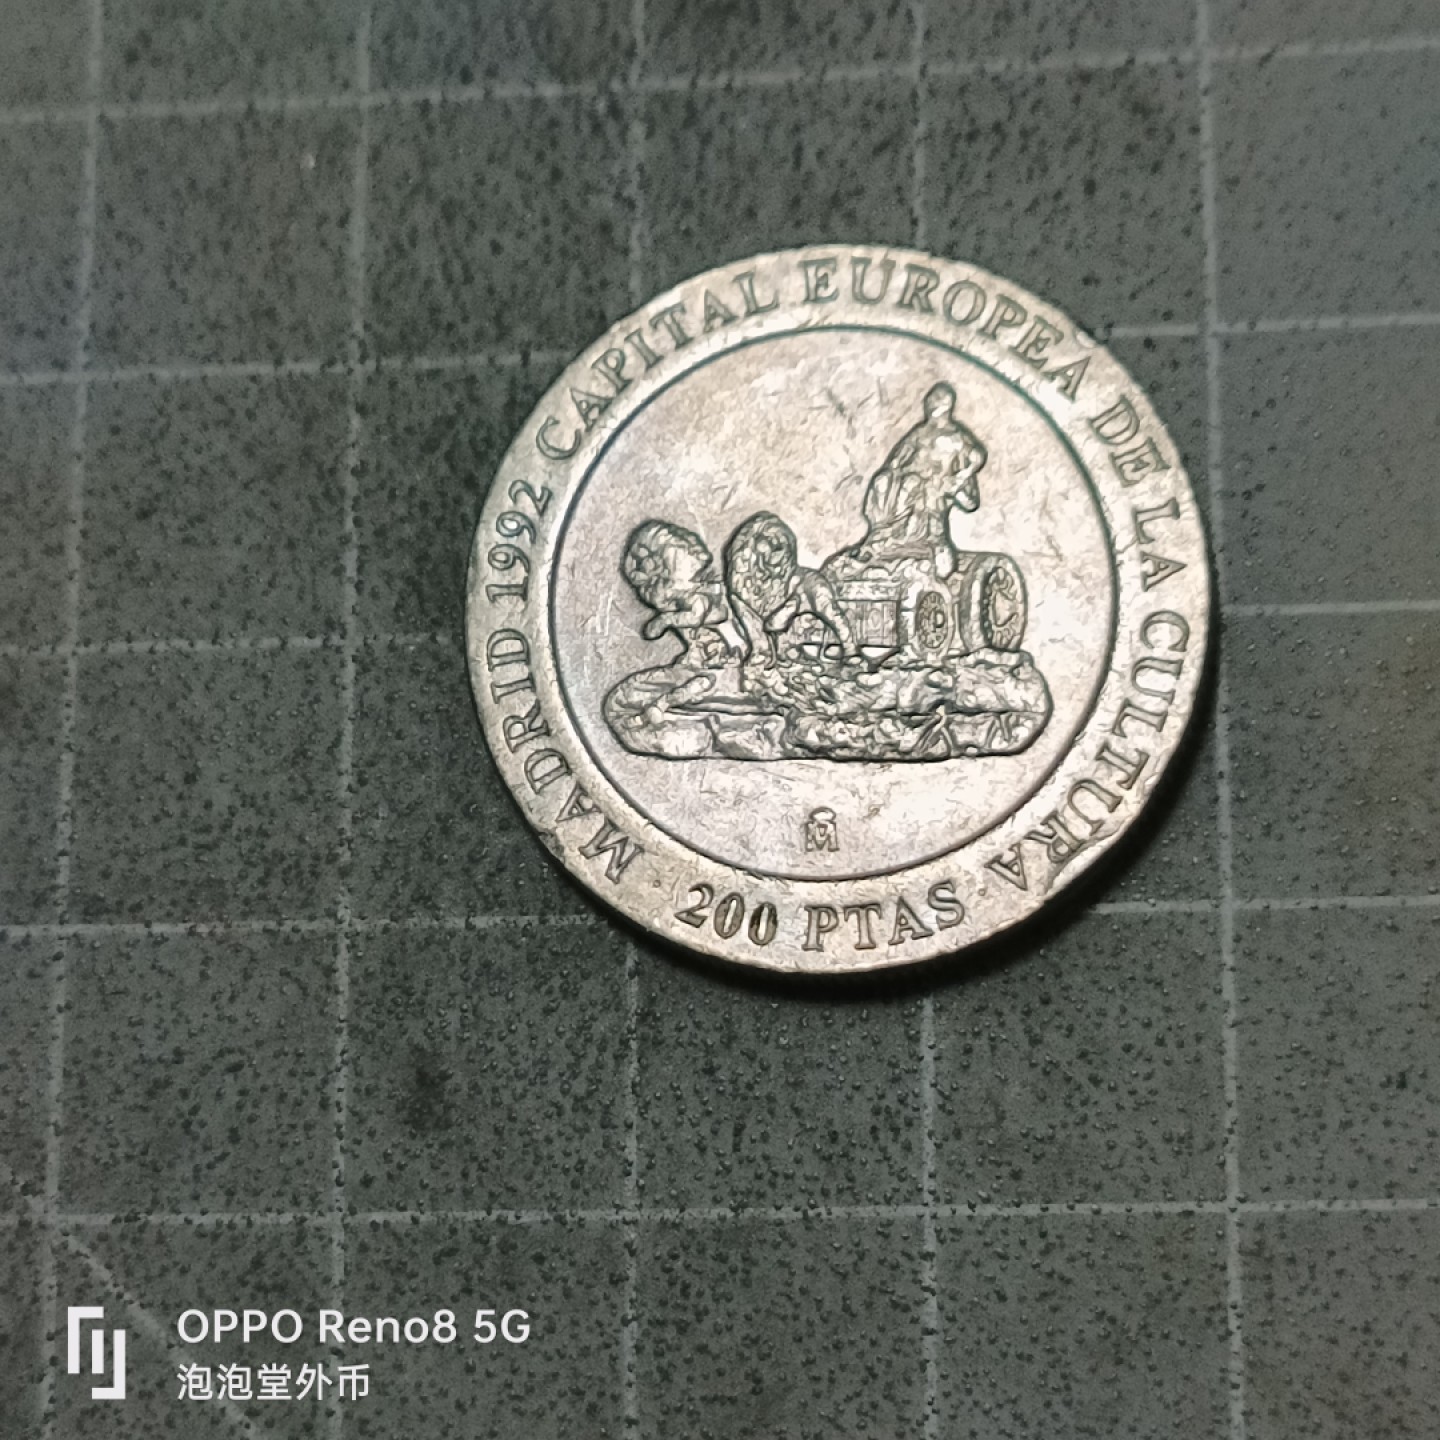 MADRID 1992 CAPITAL EUROPEA DE LA CULTURA
· 200 PTAS ·
M
OPPO Reno8 5G
泡泡堂外币